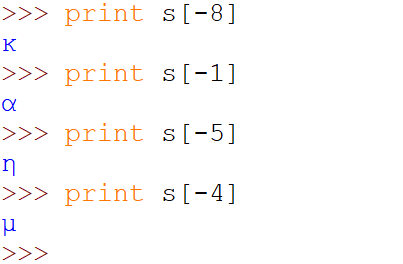 >>> print s[-8]
κ
>>> print s[-1]
α
>>> print s[-5]
η
>>> print s[-4]
μ
>>>